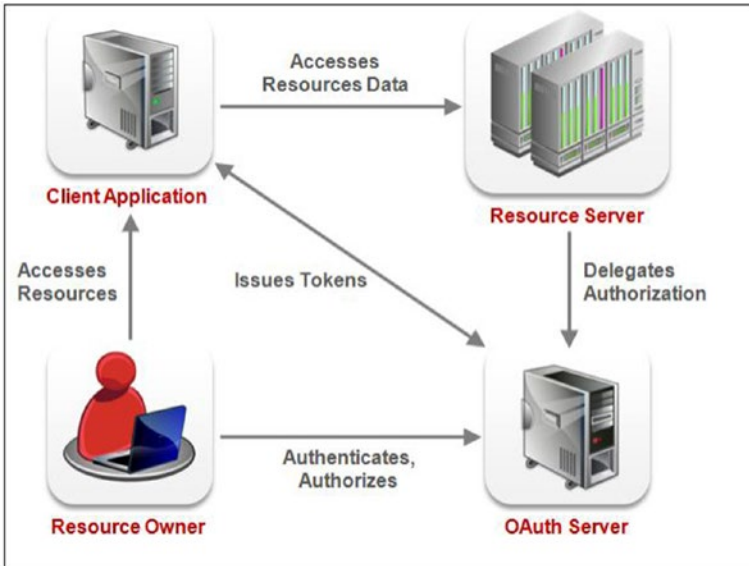 Accesses
Resources Data
Client Application
Resource Server
Accesses
Resources
Issues Tokens
Delegates
Authorization
Authenticates,
Authorizes
Resource Owner
OAuth Server